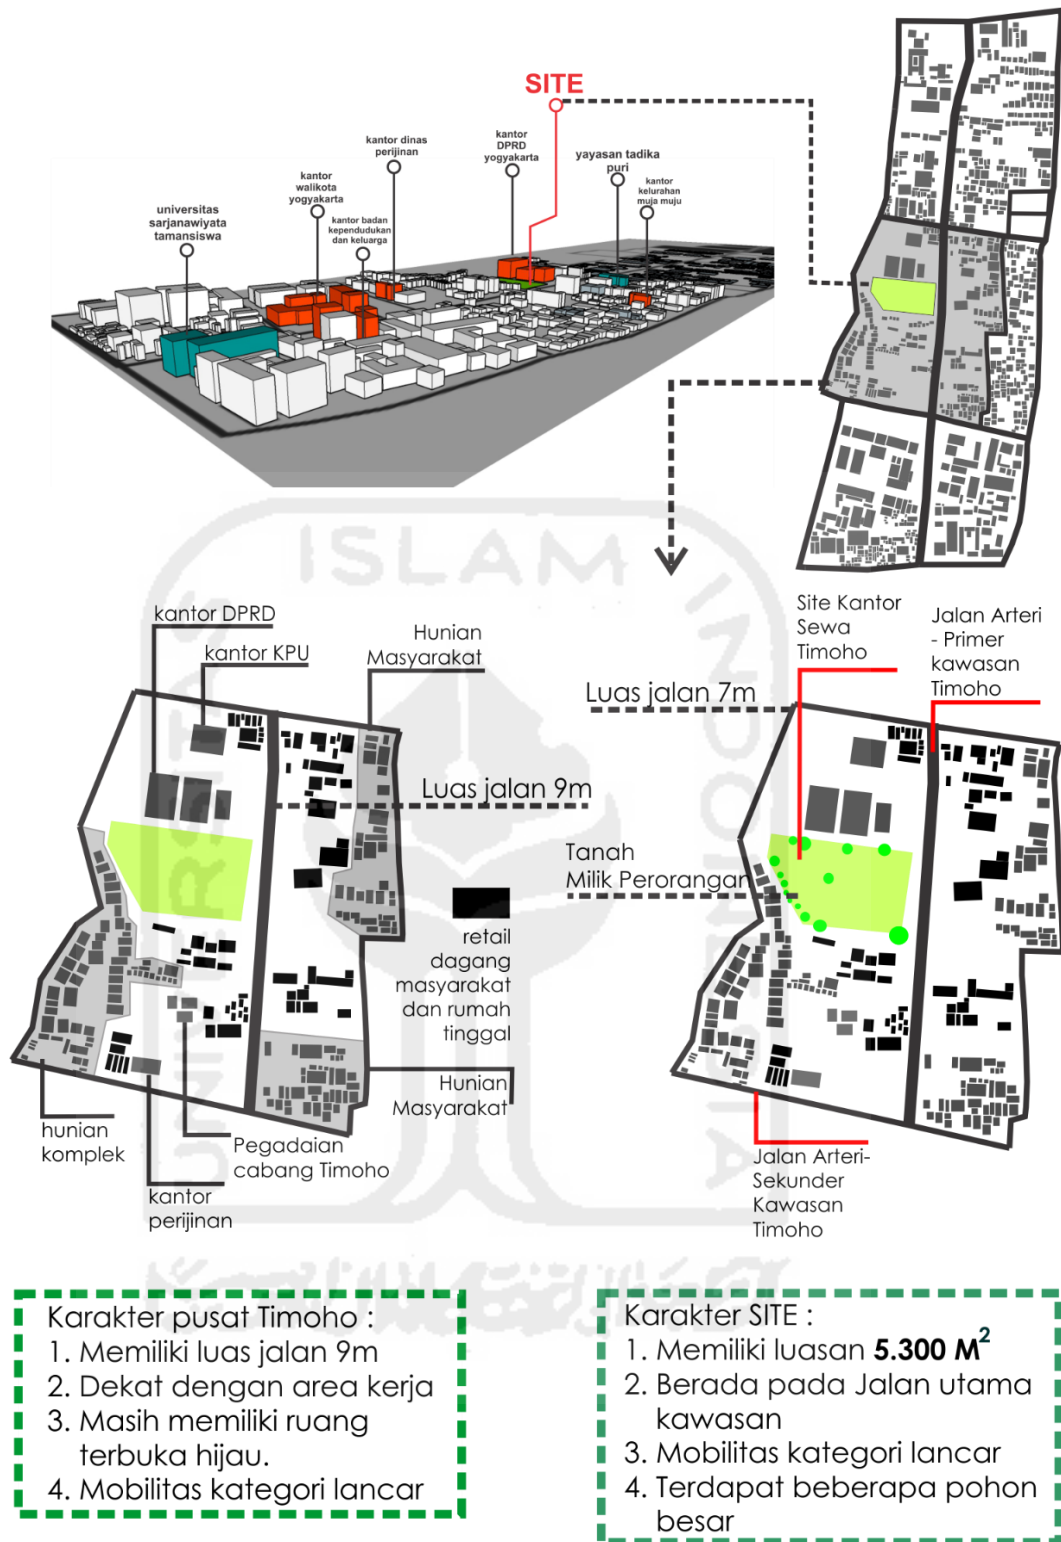 SITE
kantor dinas
perijinan
kantor
DPRD
yogyakarta
yayasan tadika
puri
kantor
walikota
yogyakarta
kantor
kelurahan
muja muju
universitas
sarjanawiyata
tamansiswa
kantor badan
kependudukan
dan keluarga
ISLAM
UNIVERSITAS
INDONESIA
kantor DPRD
kantor KPU
Hunian
Masyarakat
Luas jalan 9m
retail
dagang
masyarakat
dan rumah
tinggal
Hunian
Masyarakat
hunian
komplek
Pegadaian
cabang Timoho
kantor
perijinan
Site Kantor
Sewa
Timoho
Jalan Arteri
- Primer
kawasan
Timoho
Luas jalan 7m
Tanah
Milik Perorangan
Jalan Arteri-
Sekunder
Kawasan
Timoho
Karakter pusat Timoho :
1. Memiliki luas jalan 9m
2. Dekat dengan area kerja
3. Masih memiliki ruang
terbuka hijau.
4. Mobilitas kategori lancar
Karakter SITE :
1. Memiliki luasan 5.300 M²
2. Berada pada Jalan utama
kawasan
3. Mobilitas kategori lancar
4. Terdapat beberapa pohon
besar